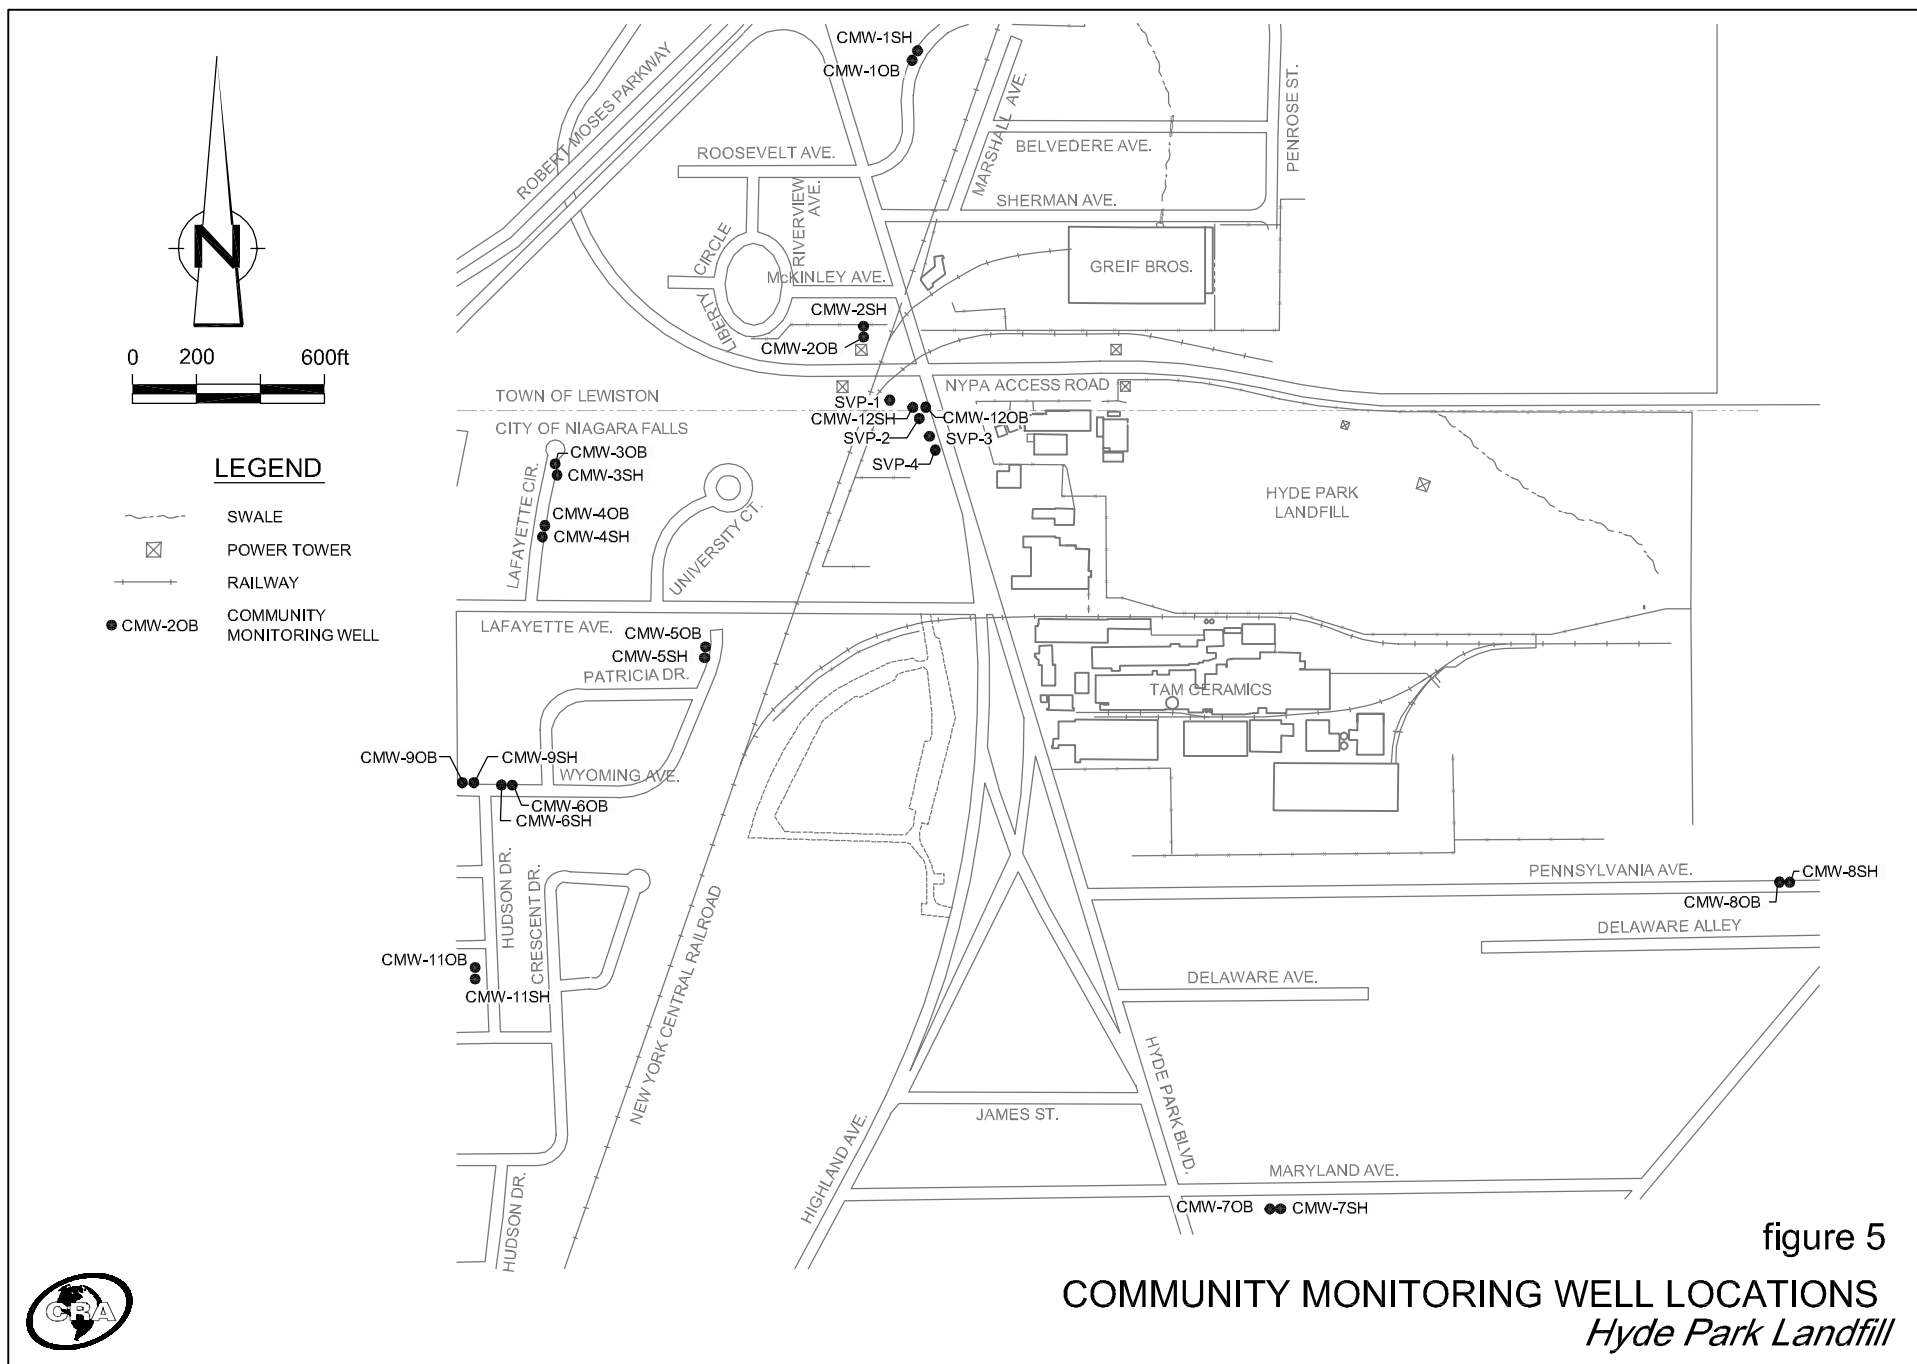 CMW-1SH
CMW-1OB
ROBERT MOSES PARKWAY
MARSHALL AVE.
PENROSE ST.
BELVEDERE AVE.
ROOSEVELT AVE.
RIVERVIEW
AVE.
SHERMAN AVE.
LIBERTY CIRCLE
McKINLEY AVE.
GREIF BROS.
N
CMW-2SH
CMW-2OB
0 200 600ft
TOWN OF LEWISTON
NYPA ACCESS ROAD
SVP-1
CMW-12SH
CMW-12OB
CITY OF NIAGARA FALLS
SVP-2
SVP-3
SVP-4
CMW-3OB
CMW-3SH
LAFAYETTE CIR.
CMW-4OB
CMW-4SH
UNIVERSITY CT.
HYDE PARK
LANDFILL
LEGEND
SWALE
POWER TOWER
RAILWAY
CMW-2OB
COMMUNITY
MONITORING WELL
LAFAYETTE AVE.
CMW-5OB
CMW-5SH
PATRICIA DR.
TAM CERAMICS
CMW-9OB
CMW-9SH
WYOMING AVE.
CMW-6OB
CMW-6SH
HUDSON DR.
CRESCENT DR.
NEW YORK CENTRAL RAILROAD
PENNSYLVANIA AVE.
CMW-8SH
CMW-8OB
DELAWARE ALLEY
CMW-11OB
CMW-11SH
DELAWARE AVE.
HYDE PARK BLVD.
JAMES ST.
HIGHLAND AVE.
HUDSON DR.
MARYLAND AVE.
CMW-7OB
CMW-7SH
figure 5
COMMUNITY MONITORING WELL LOCATIONS
Hyde Park Landfill
CRA